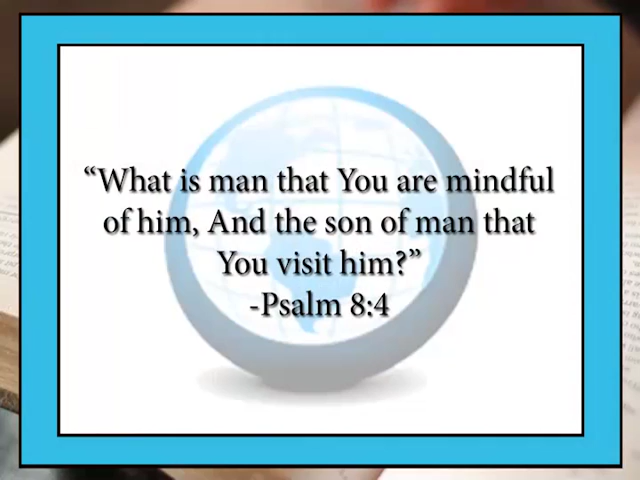 “What is man that You are mindful
of him, And the son of man that
You visit him?”
-Psalm 8:4